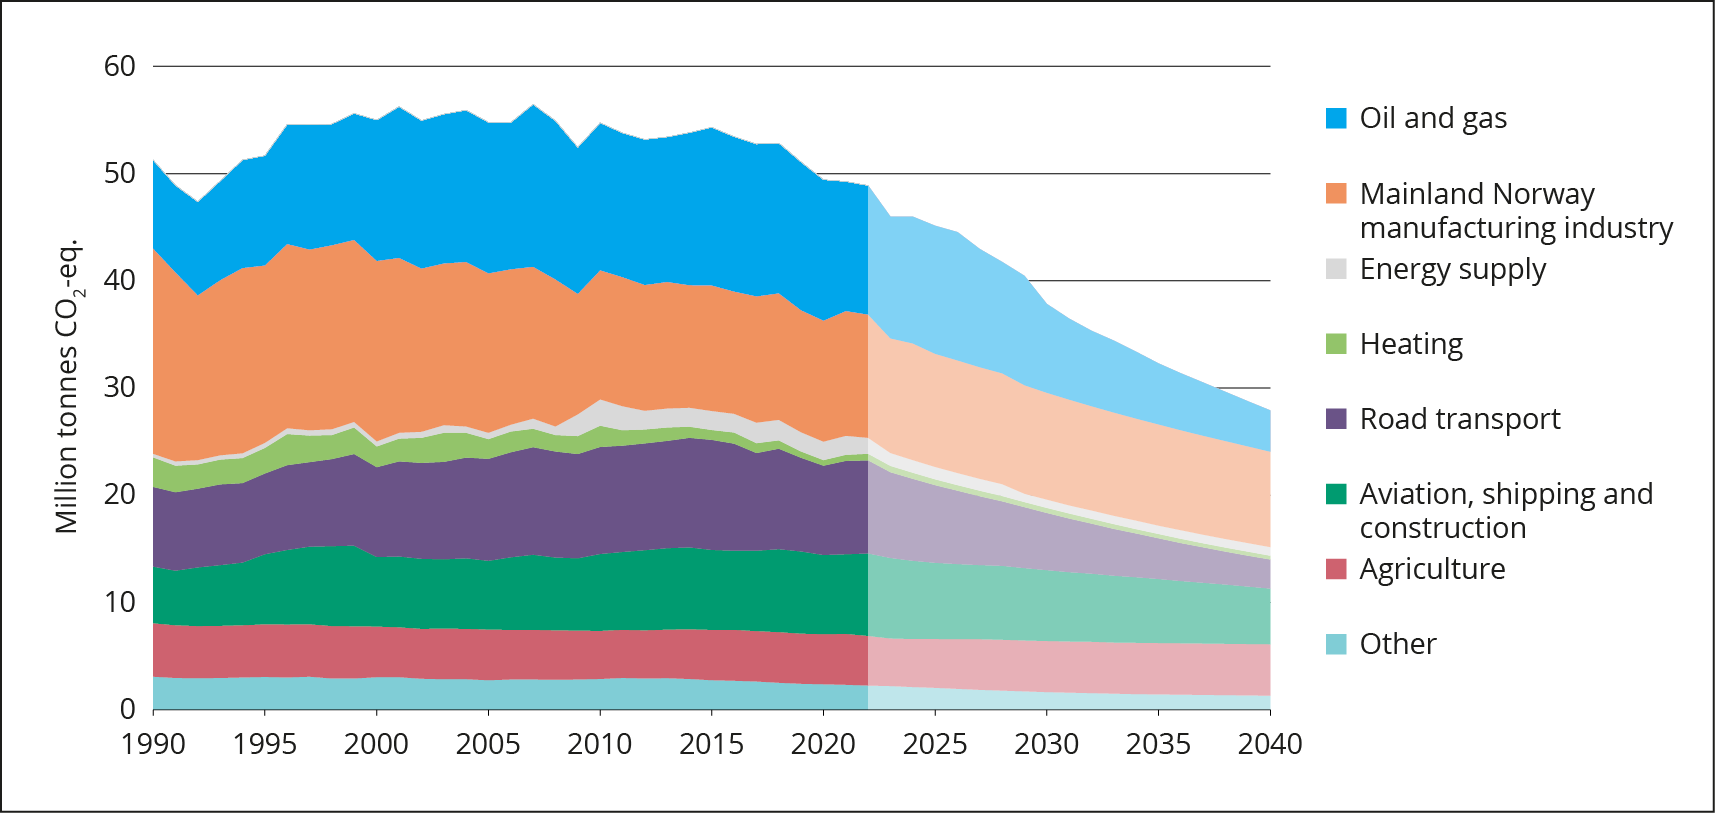 Million tonnes CO₂-eq.
60
50
40
30
20
10
0
1990 1995 2000 2005 2010 2015 2020 2025 2030 2035 2040
Oil and gas
Mainland Norway
manufacturing industry
Energy supply
Heating
Road transport
Aviation, shipping and
construction
Agriculture
Other